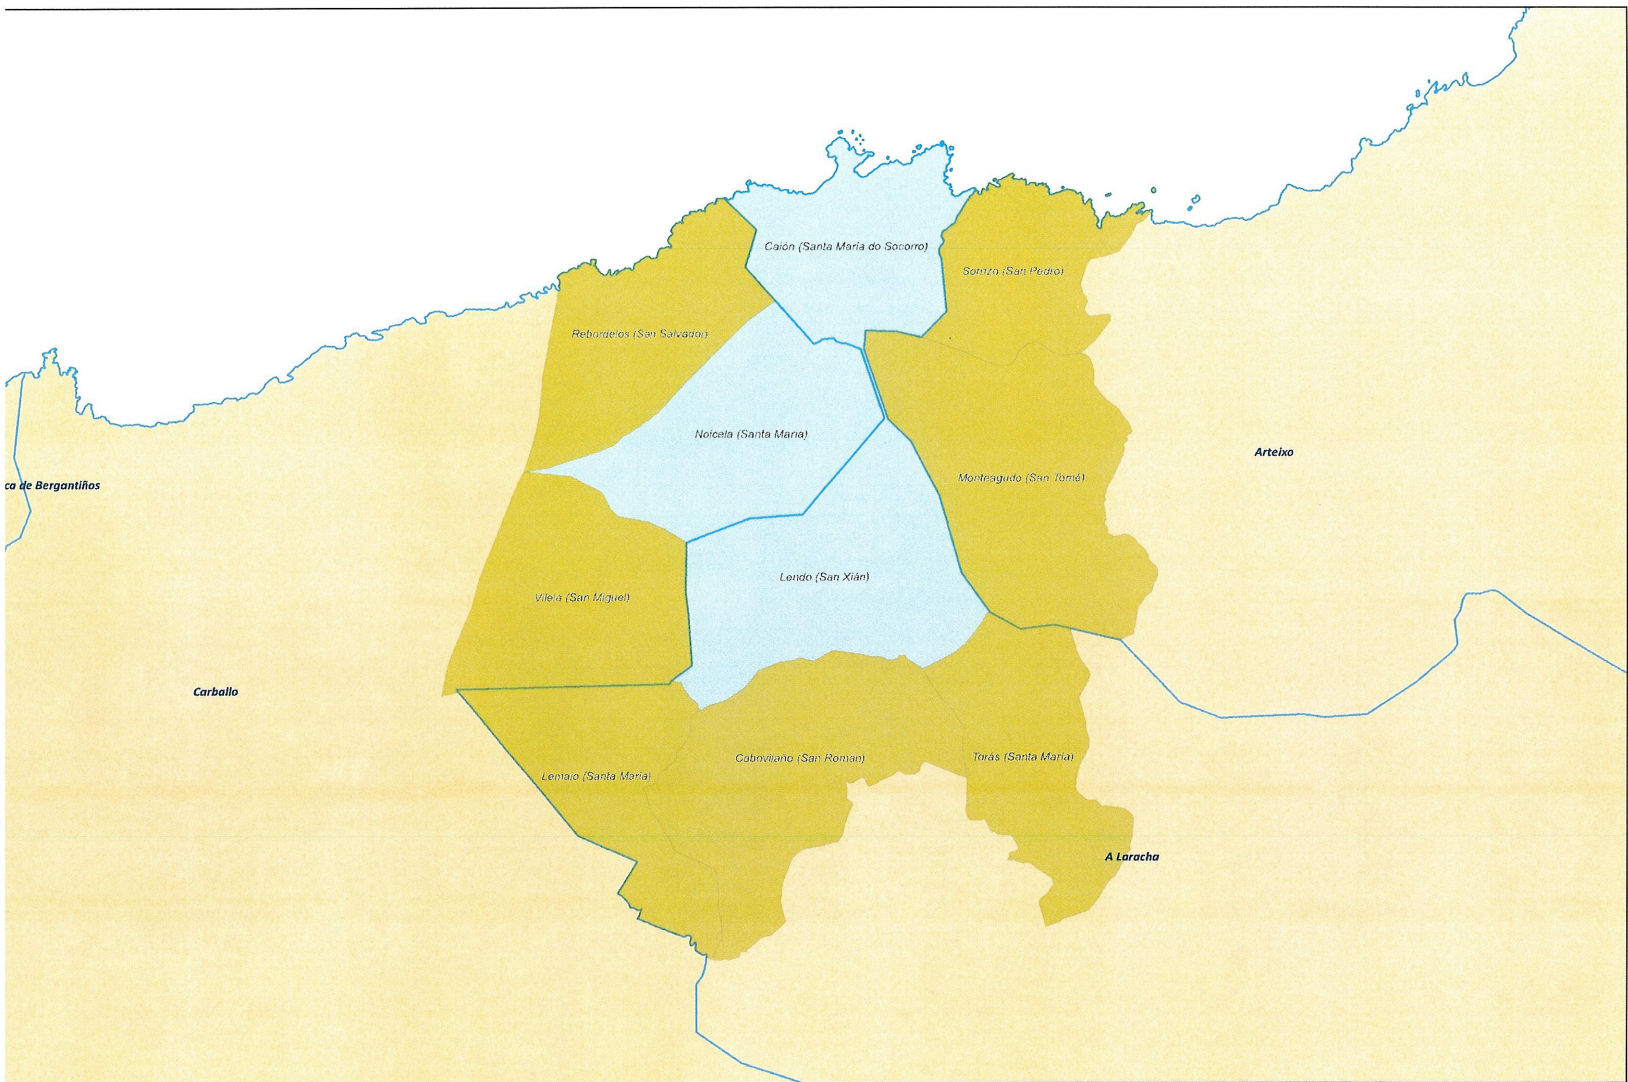 Caión (Santa María do Socorro)
Sorrizo (San Pedro)
Rebordelos (San Salvador)
Noicela (Santa María)
Arteixo
Monteagudo (San Tomé)
ca de Bergantiños
Lendo (San Xián)
Vilela (San Miguel)
Carballo
Cabovilaño (San Román)
Torás (Santa María)
Lemaio (Santa María)
A Laracha